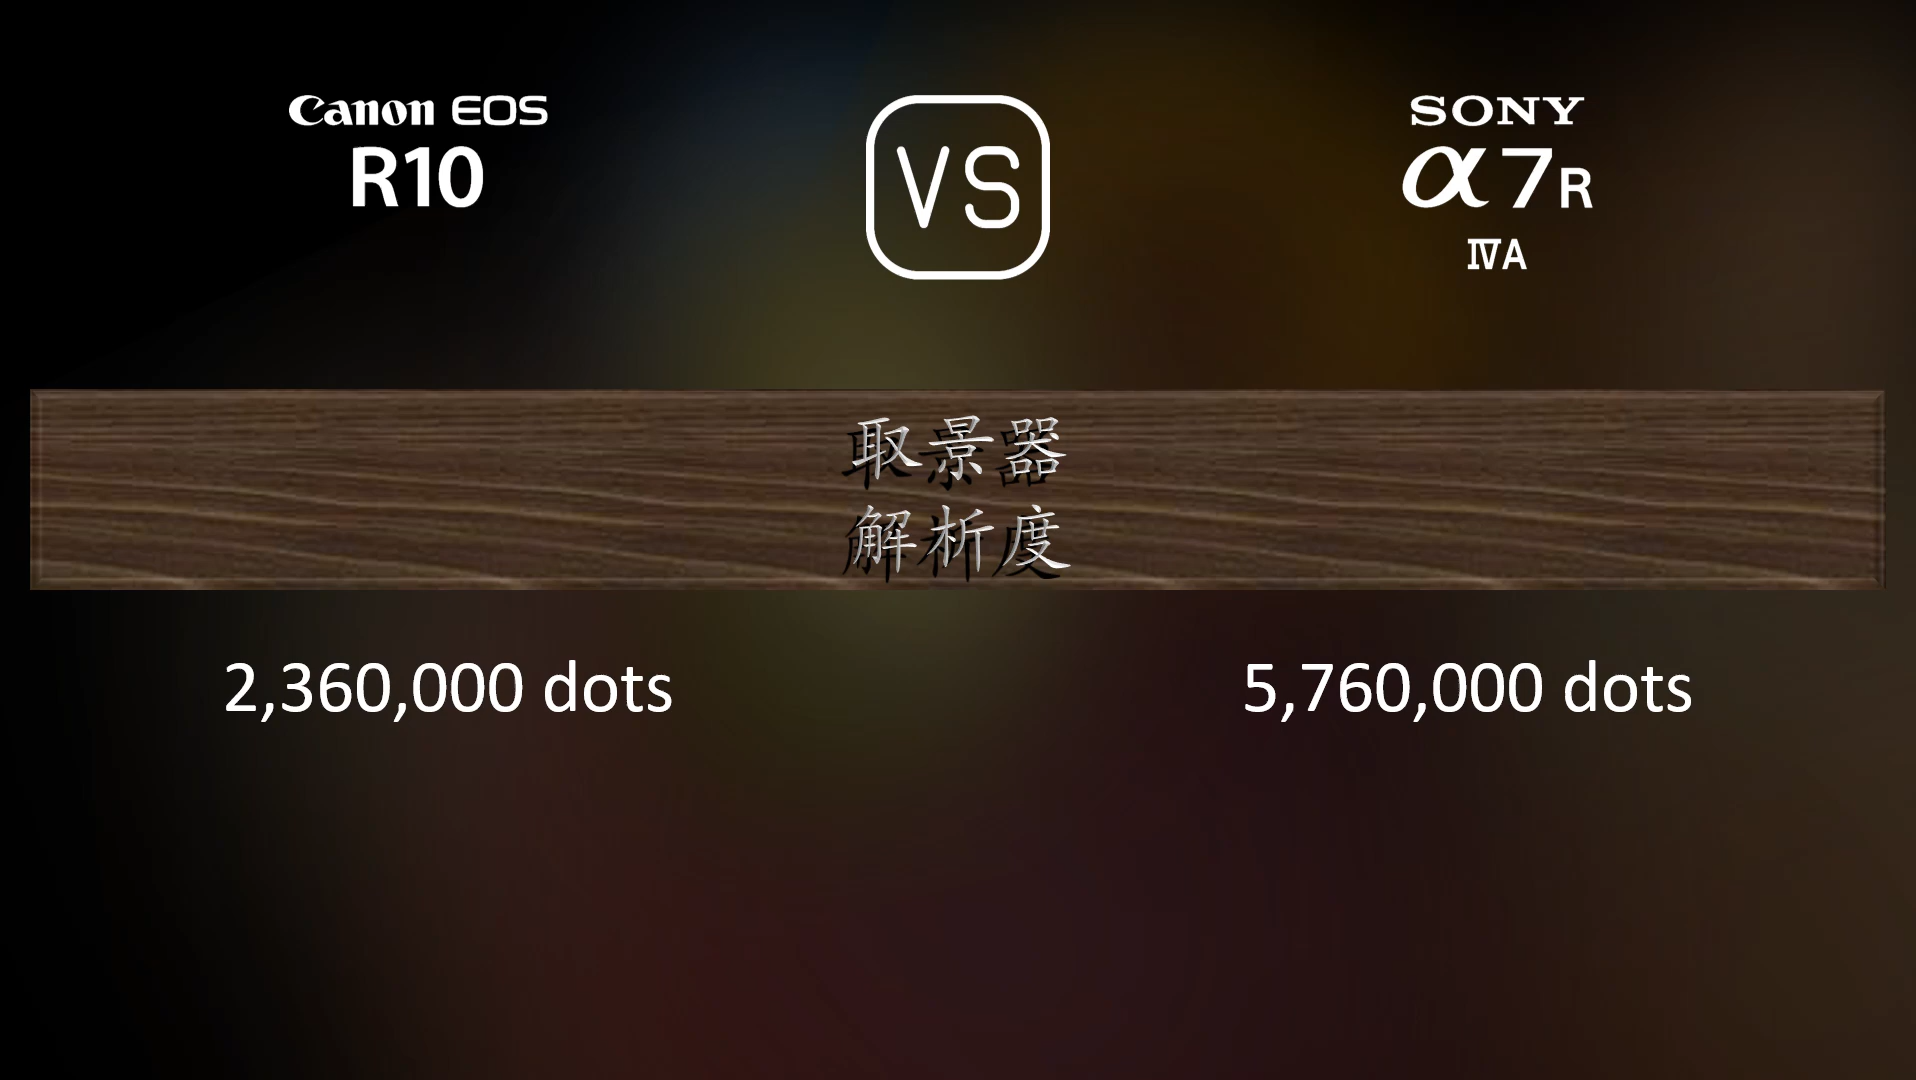 Canon EOS
R10
VS
SONY
α7R
IVA
取景器
解析度
2,360,000 dots
5,760,000 dots